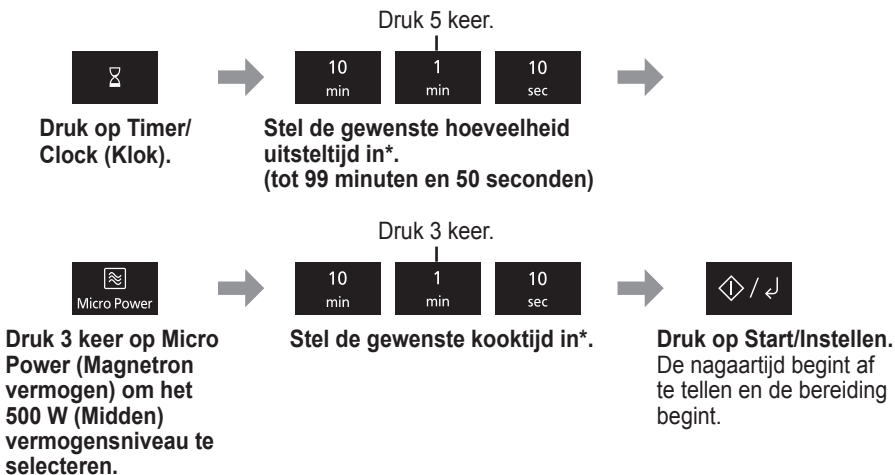 Druk 5 keer.
10 min
1 min
10 sec
Druk op Timer/
Clock (Klok).
Stel de gewenste hoeveelheid
uitsteltijd in*.
(tot 99 minuten en 50 seconden)
Druk 3 keer.
Micro Power
10 min
1 min
10 sec
Druk 3 keer op Micro
Power (Magnetron
vermogen) om het
500 W (Midden)
vermogensniveau te
selecteren.
Stel de gewenste kooktijd in*.
Druk op Start/Instellen.
De nagaartijd begint af
te tellen en de bereiding
begint.